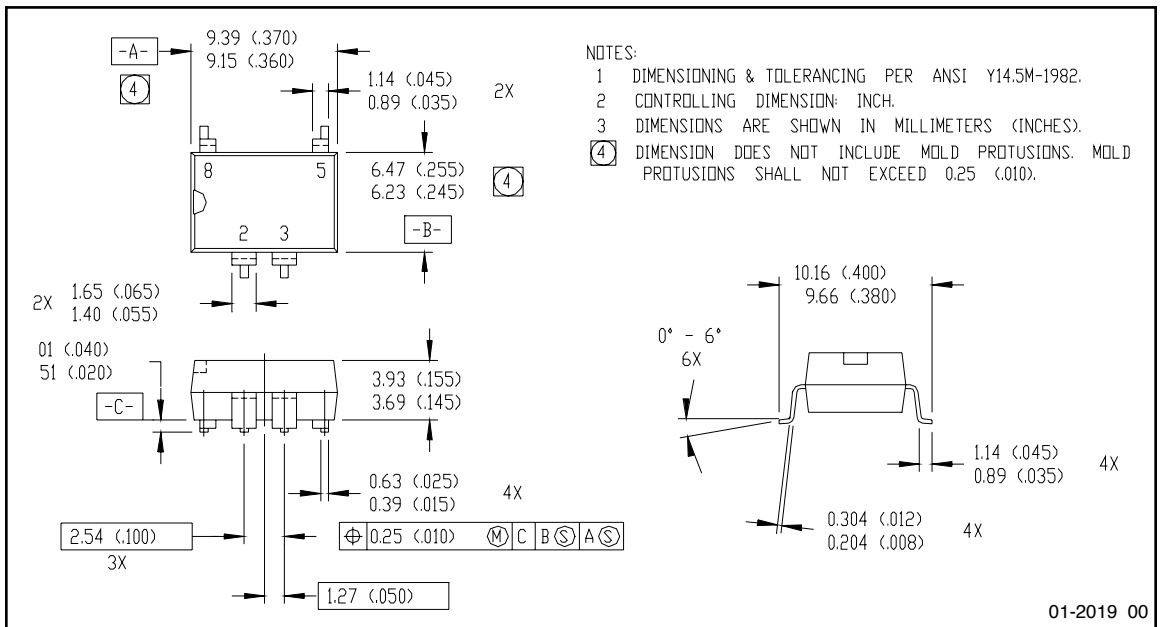 -A-
4
9.39 (.370)
9.15 (.360)
1.14 (.045)
0.89 (.035)
2X
8
5
2
3
6.47 (.255)
6.23 (.245)
4
-B-
NOTES:
1 DIMENSIONING & TOLERANCING PER ANSI Y14.5M-1982.
2 CONTROLLING DIMENSION: INCH.
3 DIMENSIONS ARE SHOWN IN MILLIMETERS (INCHES).
4 DIMENSION DOES NOT INCLUDE MOLD PROTUSIONS. MOLD
PROTUSIONS SHALL NOT EXCEED 0.25 (.010).
2X
1.65 (.065)
1.40 (.055)
01 (.040)
51 (.020)
-C-
3.93 (.155)
3.69 (.145)
0.63 (.025)
0.39 (.015)
4X
2.54 (.100)
3X
⌖ 0.25 (.010) Ⓜ C B Ⓢ A Ⓢ
1.27 (.050)
10.16 (.400)
9.66 (.380)
0° - 6°
6X
1.14 (.045)
0.89 (.035)
4X
0.304 (.012)
0.204 (.008)
4X
01-2019 00